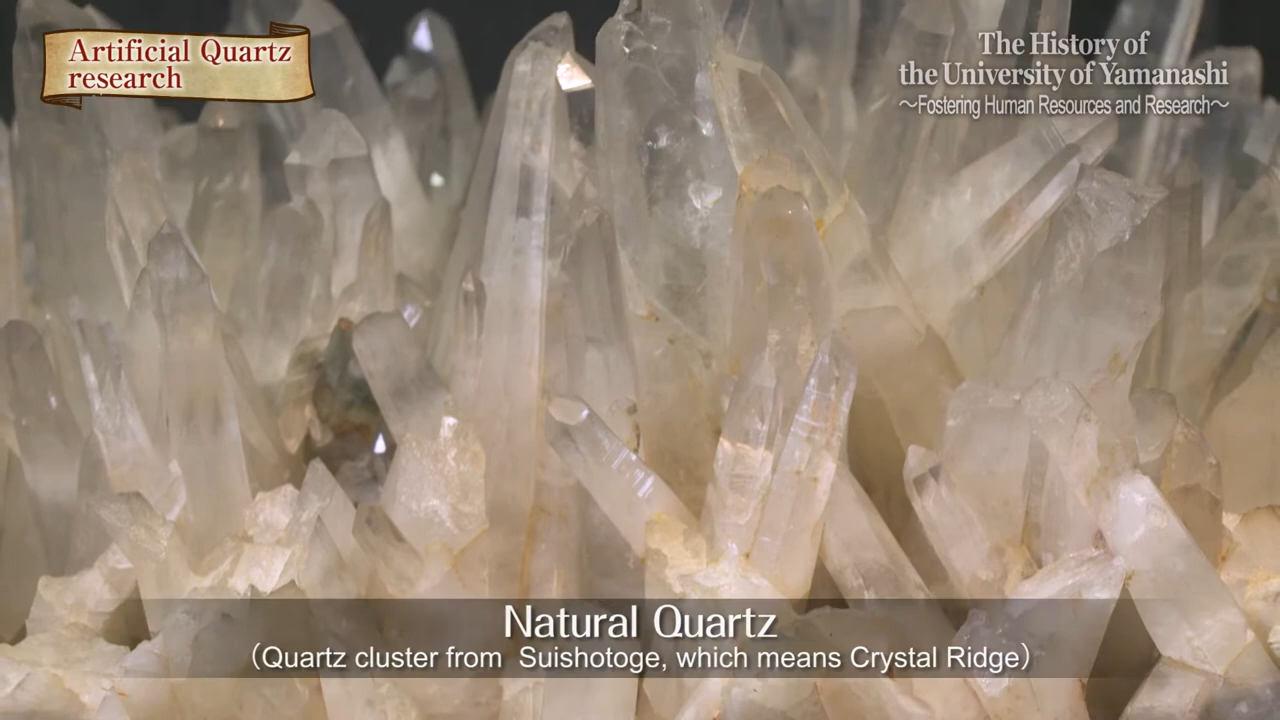 Artificial Quartz
research
The History of
the University of Yamanashi
～Fostering Human Resources and Research～
Natural Quartz
（Quartz cluster from  Suishotoge, which means Crystal Ridge）